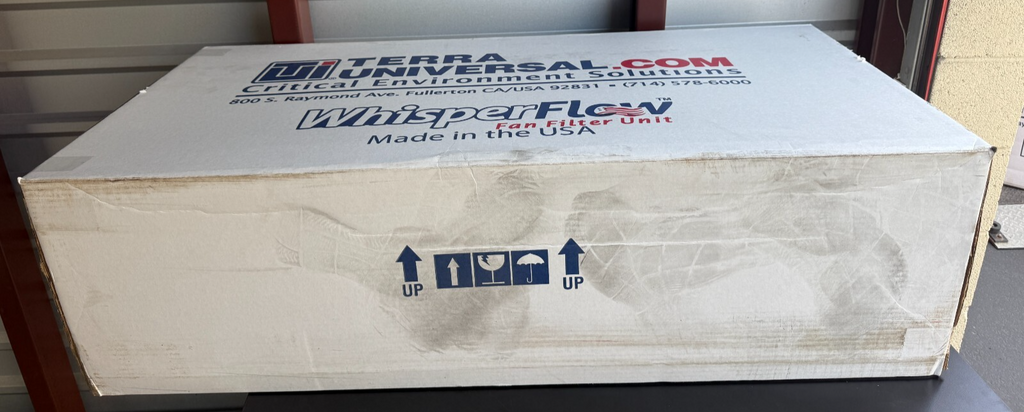 TUI TERRA
UNIVERSAL.COM
Critical Environment Solutions
800 S. Raymond Ave. Fullerton CA/USA 92831 • (714) 578-6000
WhisperFlow™
Fan Filter Unit
Made in the USA
UP UP